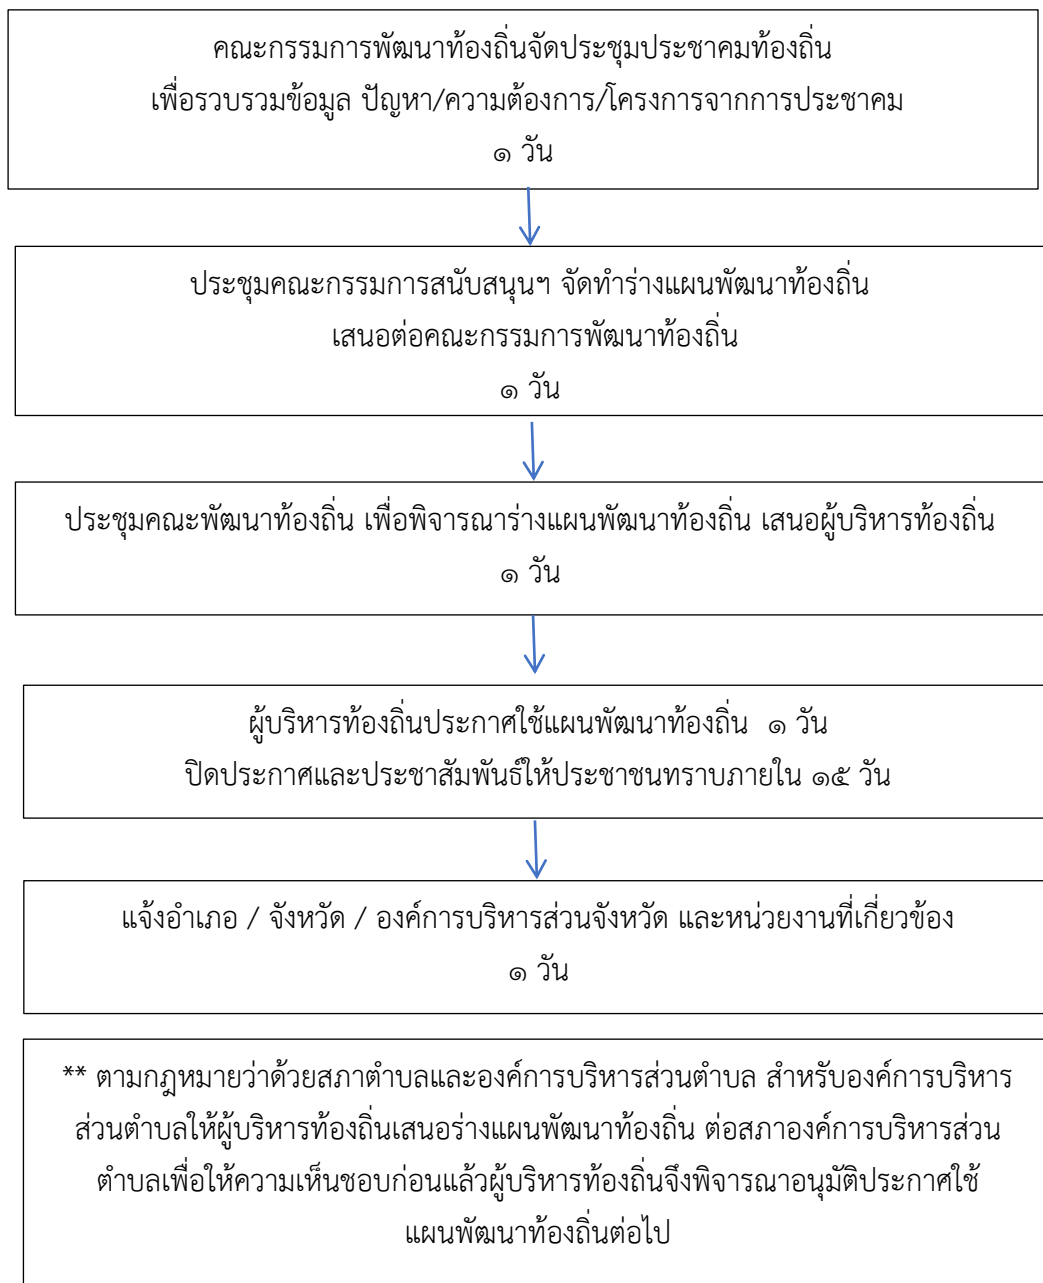 คณะกรรมการพัฒนาท้องถิ่นจัดประชุมประชาคมท้องถิ่น
เพื่อรวบรวมข้อมูล ปัญหา/ความต้องการ/โครงการจากการประชาคม
๑ วัน
ประชุมคณะกรรมการสนับสนุนฯ จัดทำร่างแผนพัฒนาท้องถิ่น
เสนอต่อคณะกรรมการพัฒนาท้องถิ่น
๑ วัน
ประชุมคณะพัฒนาท้องถิ่น เพื่อพิจารณาร่างแผนพัฒนาท้องถิ่น เสนอผู้บริหารท้องถิ่น
๑ วัน
ผู้บริหารท้องถิ่นประกาศใช้แผนพัฒนาท้องถิ่น ๑ วัน
ปิดประกาศและประชาสัมพันธ์ให้ประชาชนทราบภายใน ๑๕ วัน
แจ้งอำเภอ / จังหวัด / องค์การบริหารส่วนจังหวัด และหน่วยงานที่เกี่ยวข้อง
๑ วัน
** ตามกฎหมายว่าด้วยสภาตำบลและองค์การบริหารส่วนตำบล สำหรับองค์การบริหาร
ส่วนตำบลให้ผู้บริหารท้องถิ่นเสนอร่างแผนพัฒนาท้องถิ่น ต่อสภาองค์การบริหารส่วน
ตำบลเพื่อให้ความเห็นชอบก่อนแล้วผู้บริหารท้องถิ่นจึงพิจารณาอนุมัติประกาศใช้
แผนพัฒนาท้องถิ่นต่อไป